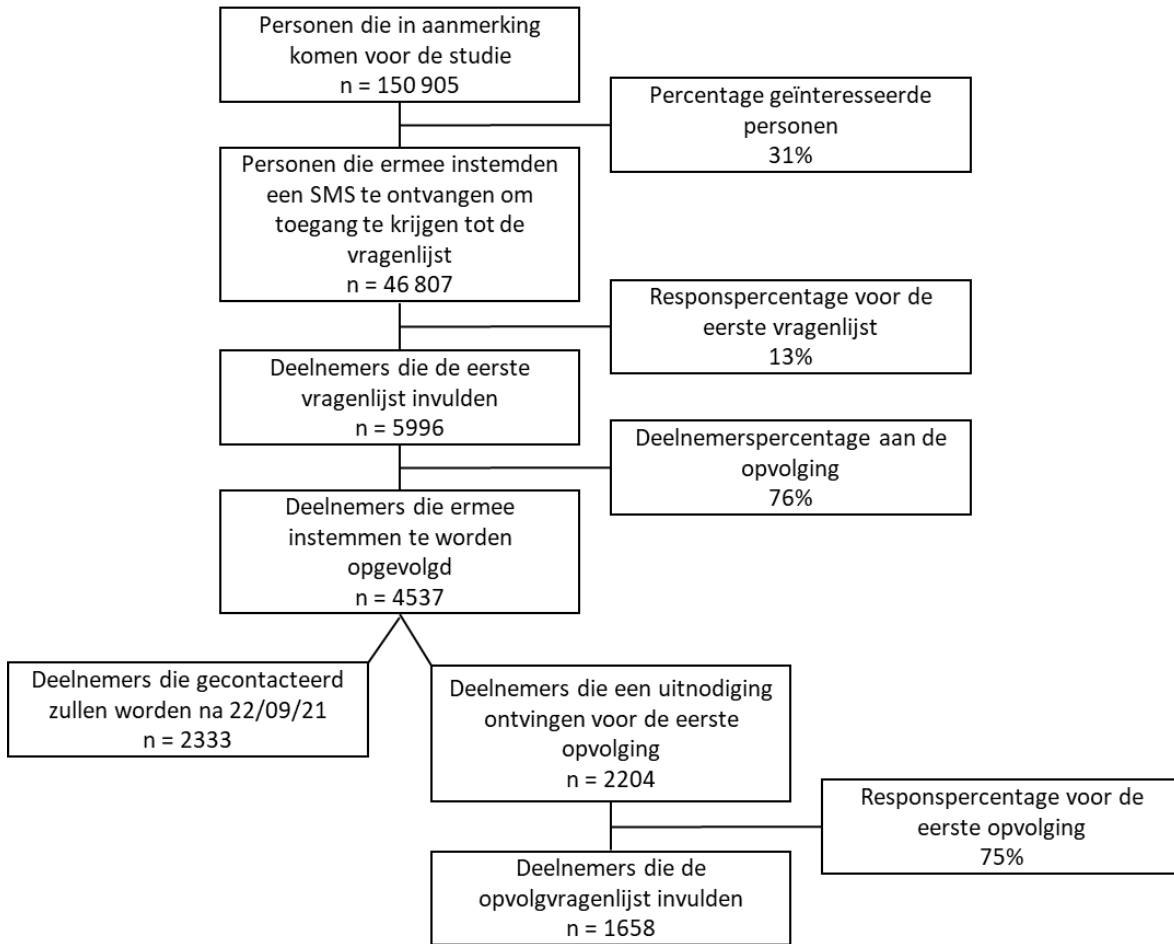 Personen die in aanmerking
komen voor de studie
n = 150 905
Percentage geïnteresseerde
personen
31%
Personen die ermee instemden
een SMS te ontvangen om
toegang te krijgen tot de
vragenlijst
n = 46 807
Responspercentage voor de
eerste vragenlijst
13%
Deelnemers die de eerste
vragenlijst invulden
n = 5996
Deelnemerspercentage aan de
opvolging
76%
Deelnemers die ermee
instemmen te worden
opgevolgd
n = 4537
Deelnemers die gecontacteerd
zullen worden na 22/09/21
n = 2333
Deelnemers die een uitnodiging
ontvingen voor de eerste
opvolging
n = 2204
Responspercentage voor de
eerste opvolging
75%
Deelnemers die de
opvolgvragenlijst invulden
n = 1658